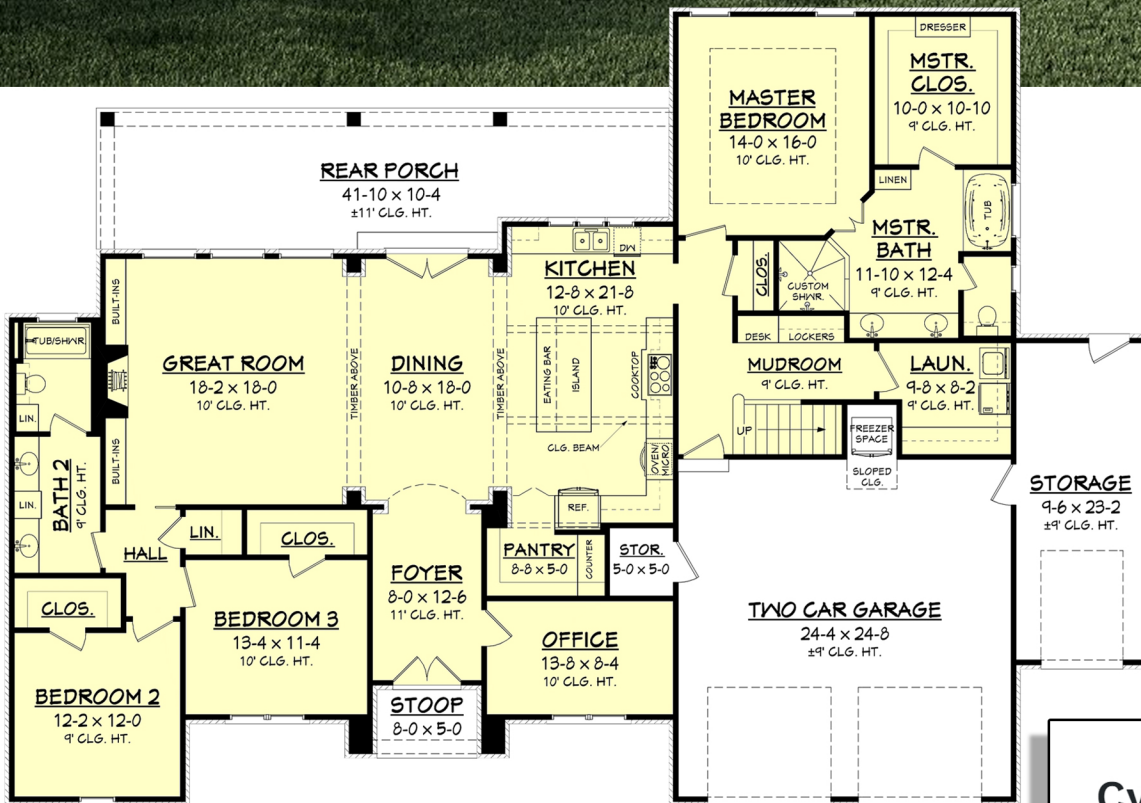 DRESSER
MSTR.
CLOS.
10-0 x 10-10
9' CLG. HT.
MASTER
BEDROOM
14-0 x 16-0
10' CLG. HT.
REAR PORCH
41-10 x 10-4
±11' CLG. HT.
LINEN
TUB
MSTR.
BATH
11-10 x 12-4
9' CLG. HT.
CLOS.
CUSTOM
SHWR.
DW
KITCHEN
12-8 x 21-8
10' CLG. HT.
BUILT-INS
TUB/SHWR
GREAT ROOM
18-2 x 18-0
10' CLG. HT.
TIMBER ABOVE
DINING
10-8 x 18-0
10' CLG. HT.
TIMBER ABOVE
EATING BAR
ISLAND
COOKTOP
DESK
LOCKERS
MUDROOM
9' CLG. HT.
LAUN.
9-8 x 8-2
9' CLG. HT.
LIN.
BUILT-INS
BATH 2
9' CLG. HT.
LIN.
CLG. BEAM
OVEN/
MICRO
UP
FREEZER
SPACE
SLOPED
CLG.
STORAGE
9-6 x 23-2
±9' CLG. HT.
REF.
HALL
LIN.
CLOS.
PANTRY
8-8 x 5-0
COUNTER
STOR.
5-0 x 5-0
FOYER
8-0 x 12-6
11' CLG. HT.
CLOS.
BEDROOM 3
13-4 x 11-4
10' CLG. HT.
OFFICE
13-8 x 8-4
10' CLG. HT.
TWO CAR GARAGE
24-4 x 24-8
±9' CLG. HT.
BEDROOM 2
12-2 x 12-0
9' CLG. HT.
STOOP
8-0 x 5-0